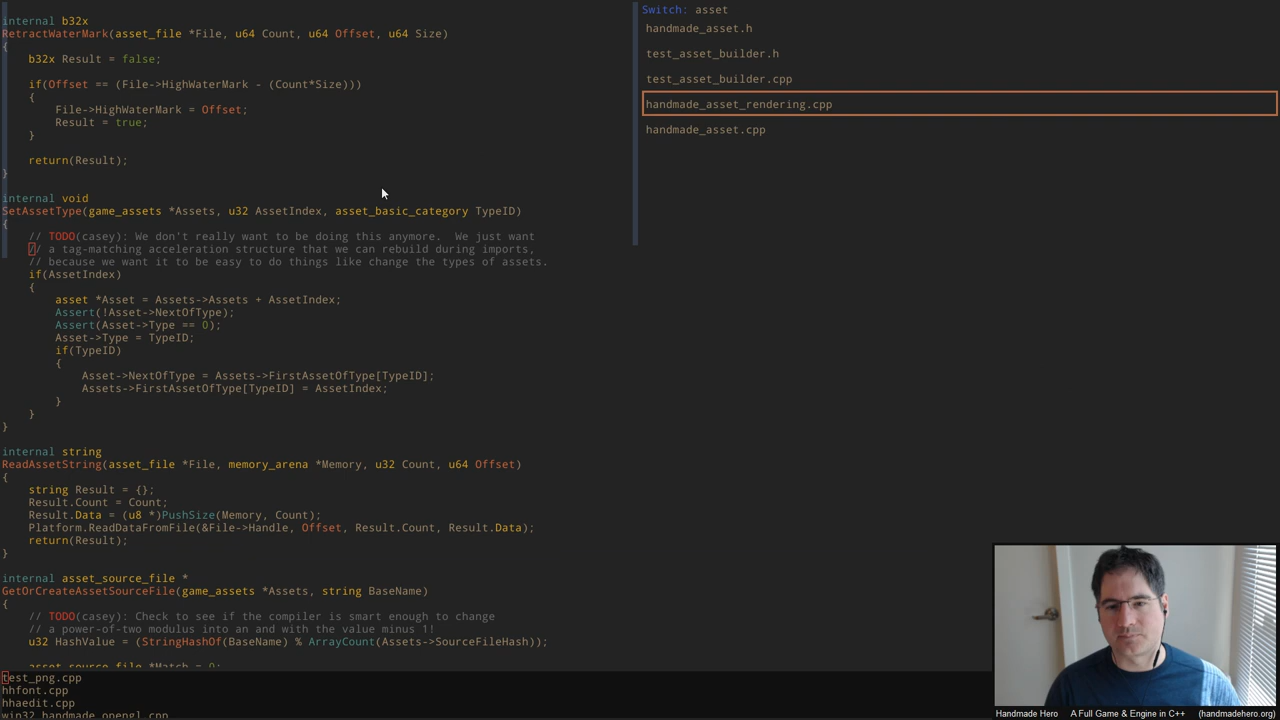 internal b32x
RetractWaterMark(asset_file *File, u64 Count, u64 Offset, u64 Size)
{
b32x Result = false;
if(Offset == (File->HighWaterMark - (Count*Size)))
{
File->HighWaterMark = Offset;
Result = true;
}
return(Result);
}
internal void
SetAssetType(game_assets *Assets, u32 AssetIndex, asset_basic_category TypeID)
{
// TODO(casey): We don't really want to be doing this anymore.  We just want
// a tag-matching acceleration structure that we can rebuild during imports,
// because we want it to be easy to do things like change the types of assets.
if(AssetIndex)
{
asset *Asset = Assets->Assets + AssetIndex;
Assert(!Asset->NextOfType);
Assert(Asset->Type == 0);
Asset->Type = TypeID;
if(TypeID)
{
Asset->NextOfType = Assets->FirstAssetOfType[TypeID];
Assets->FirstAssetOfType[TypeID] = AssetIndex;
}
}
}
internal string
ReadAssetString(asset_file *File, memory_arena *Memory, u32 Count, u64 Offset)
{
string Result = {};
Result.Count = Count;
Result.Data = (u8 *)PushSize(Memory, Count);
Platform.ReadDataFromFile(&File->Handle, Offset, Result.Count, Result.Data);
return(Result);
}
internal asset_source_file *
GetOrCreateAssetSourceFile(game_assets *Assets, string BaseName)
{
// TODO(casey): Check to see if the compiler is smart enough to change
// a power-of-two modulus into an and with the value minus 1!
u32 HashValue = (StringHashOf(BaseName) % ArrayCount(Assets->SourceFileHash));
asset_source_file *Match = 0;
test_png.cpp
hhfont.cpp
hhaedit.cpp
win32_handmade_opengl.cpp
Switch: asset
handmade_asset.h
test_asset_builder.h
test_asset_builder.cpp
handmade_asset_rendering.cpp
handmade_asset.cpp
Handmade Hero A Full Game & Engine in C++ (handmadehero.org)